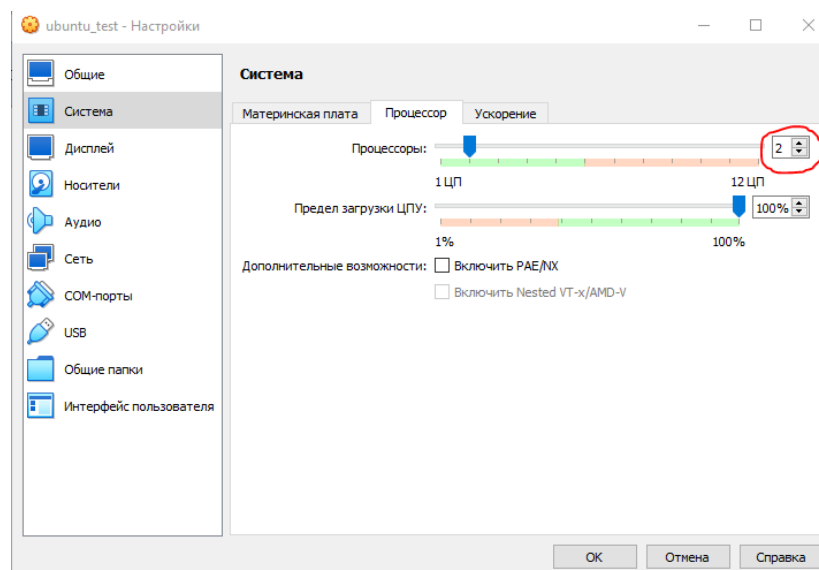 ubuntu_test - Настройки
Общие
Система
Дисплей
Носители
Аудио
Сеть
COM-порты
USB
Общие папки
Интерфейс пользователя
Система
Материнская плата Процессор Ускорение
Процессоры: 2
1 ЦП 12 ЦП
Предел загрузки ЦПУ: 100%
1% 100%
Дополнительные возможности: Включить PAE/NX
Включить Nested VT-x/AMD-V
ОК Отмена Справка